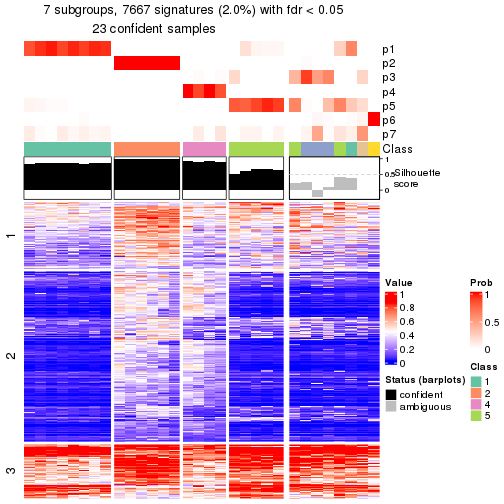 7 subgroups, 7667 signatures (2.0%) with fdr < 0.05
23 confident samples
p1
p2
p3
p4
p5
p6
p7
Class
1
0.5
0
Silhouette
score
1
2
3
Value
1
0.8
0.6
0.4
0.2
0
Prob
1
0.5
0
Status (barplots)
confident
ambiguous
Class
1
2
4
5